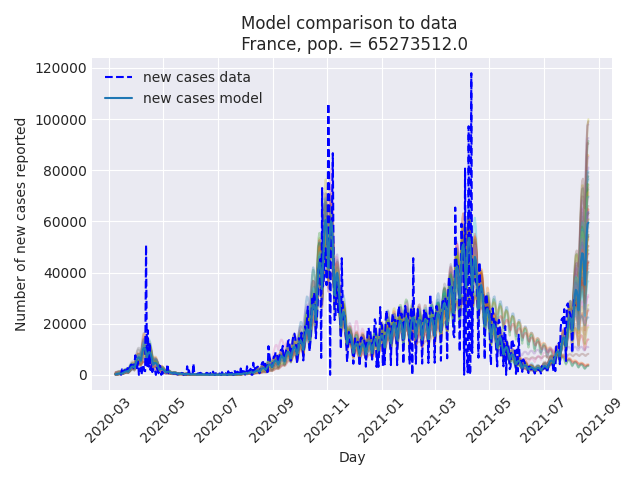 Model comparison to data
France, pop. = 65273512.0
new cases data
new cases model
Number of new cases reported
120000
100000
80000
60000
40000
20000
0
2020-03
2020-05
2020-07
2020-09
2020-11
2021-01
2021-03
2021-05
2021-07
2021-09
Day